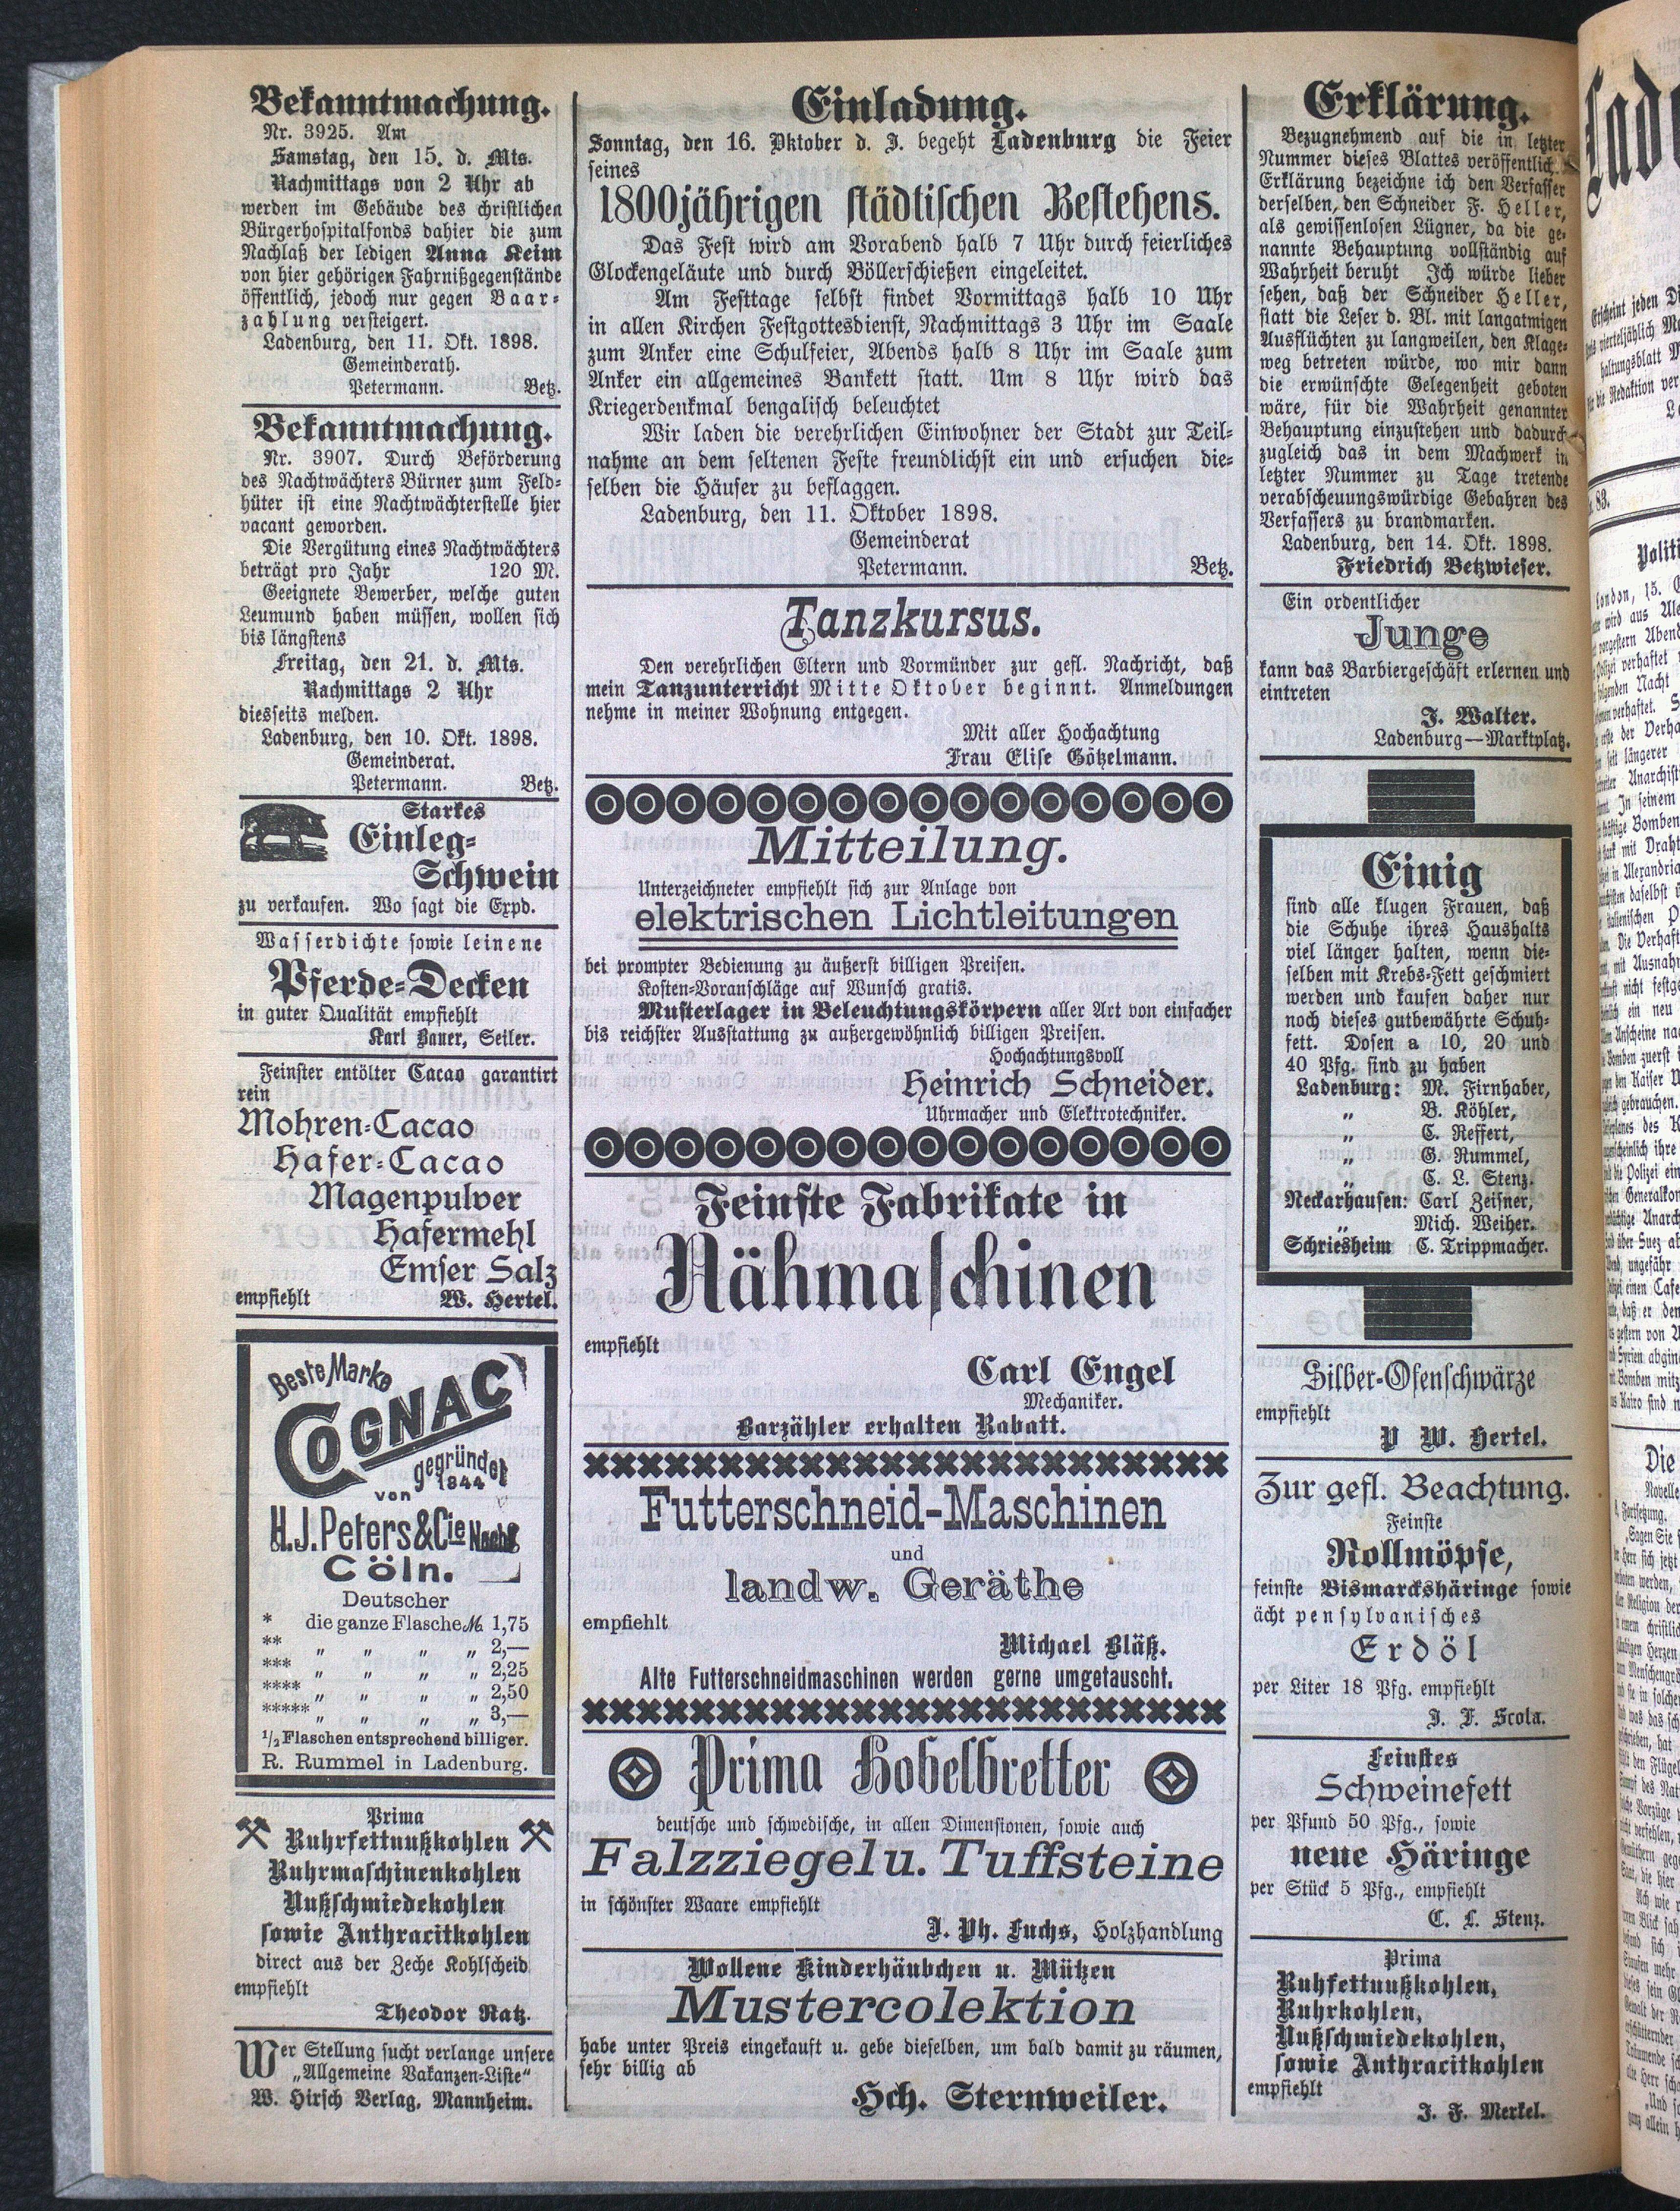 Bekanntmachung.
Nr. 3925. Am
Samstag, den 15. d. Mts.
Nachmittags von 2 Uhr ab
werden im Gebäude des christlichen
Bürgerhospitalfonds dahier die zum
Nachlaß der ledigen Anna Keim
von hier gehörigen Fahrnißgegenstände
öffentlich, jedoch nur gegen Baar-
zahlung versteigert.
Ladenburg, den 11. Okt. 1898.
Gemeinderath.
Petermann. Betz.
Bekanntmachung.
Nr. 3907. Durch Beförderung
des Nachtwächters Bürner zum Feld-
hüter ist eine Nachtwächterstelle hier
vacant geworden.
Die Vergütung eines Nachtwächters
beträgt pro Jahr 120 M.
Geeignete Bewerber, welche guten
Leumund haben müssen, wollen sich
bis längstens
Freitag, den 21. d. Mts.
Nachmittags 2 Uhr
diesseits melden.
Ladenburg, den 10. Okt. 1898.
Gemeinderat.
Petermann. Betz.
Starkes
Einleg-
Schwein
zu verkaufen. Wo sagt die Expd.
Wasserdichte sowie leinene
Pferde-Decken
in guter Qualität empfiehlt
Karl Bauer, Seiler.
Feinster entölter Cacao garantirt
rein
Mohren-Cacao
Hafer-Cacao
Magenpulver
Hafermehl
Emser Salz
empfiehlt W. Hertel.
Beste Marke
COGNAC
gegründet
von 1844
H. J. Peters & Cie Nachf.
Cöln.
Deutscher
* die ganze Flasche M. 1,75
** „ „ „ „ 2,—
*** „ „ „ „ 2,25
**** „ „ „ „ 2,50
***** „ „ „ „ 3,—
1/2 Flaschen entsprechend billiger.
R. Rummel in Ladenburg.
Prima
Ruhrfettnußkohlen
Ruhrmaschinenkohlen
Nußschmiedekohlen
sowie Anthracitkohlen
direct aus der Zeche Kohlscheid
empfiehlt
Theodor Ratz.
Wer Stellung sucht verlange unsere
„Allgemeine Vakanzen-Liste“
W. Hirsch Verlag, Mannheim.
Einladung.
Sonntag, den 16. Oktober d. J. begeht Ladenburg die Feier
seines
1800jährigen städtischen Bestehens.
Das Fest wird am Vorabend halb 7 Uhr durch feierliches
Glockengeläute und durch Böllerschießen eingeleitet.
Am Festtage selbst findet Vormittags halb 10 Uhr
in allen Kirchen Festgottesdienst, Nachmittags 3 Uhr im Saale
zum Anker eine Schulfeier, Abends halb 8 Uhr im Saale zum
Anker ein allgemeines Bankett statt. Um 8 Uhr wird das
Kriegerdenkmal bengalisch beleuchtet
Wir laden die verehrlichen Einwohner der Stadt zur Teil-
nahme an dem seltenen Feste freundlichst ein und ersuchen die-
selben die Häuser zu beflaggen.
Ladenburg, den 11. Oktober 1898.
Gemeinderat
Petermann. Betz.
Tanzkursus.
Den verehrlichen Eltern und Vormünder zur gefl. Nachricht, daß
mein Tanzunterricht Mitte Oktober beginnt. Anmeldungen
nehme in meiner Wohnung entgegen.
Mit aller Hochachtung
Frau Elise Götzelmann.
Mitteilung.
Unterzeichneter empfiehlt sich zur Anlage von
elektrischen Lichtleitungen
bei prompter Bedienung zu äußerst billigen Preisen.
Kosten-Voranschläge auf Wunsch gratis.
Musterlager in Beleuchtungskörpern aller Art von einfacher
bis reichster Ausstattung zu außergewöhnlich billigen Preisen.
Hochachtungsvoll
Heinrich Schneider.
Uhrmacher und Elektrotechniker.
Feinste Fabrikate in
Nähmaschinen
empfiehlt
Carl Engel
Mechaniker.
Barzähler erhalten Rabatt.
Futterschneid-Maschinen
und
landw. Geräthe
empfiehlt
Michael Bläß.
Alte Futterschneidmaschinen werden gerne umgetauscht.
Prima Hobelbretter
deutsche und schwedische, in allen Dimensionen, sowie auch
Falzziegel u. Tuffsteine
in schönster Waare empfiehlt
J. Ph. Fuchs, Holzhandlung
Wollene Kinderhäubchen u. Mützen
Mustercolektion
habe unter Preis eingekauft u. gebe dieselben, um bald damit zu räumen,
sehr billig ab
Hch. Sternweiler.
Erklärung.
Bezugnehmend auf die in letzter
Nummer dieses Blattes veröffentlich.
Erklärung bezeichne ich den Verfasser
derselben, den Schneider F. Heller,
als gewissenlosen Lügner, da die ge-
nannte Behauptung vollständig auf
Wahrheit beruht Ich würde lieber
sehen, daß der Schneider Heller,
statt die Leser d. Bl. mit langatmigen
Ausflüchten zu langweilen, den Klage-
weg betreten würde, wo mir dann
die erwünschte Gelegenheit geboten
wäre, für die Wahrheit genannter
Behauptung einzustehen und dadurch
zugleich das in dem Machwerk in
letzter Nummer zu Tage tretende
verabscheuungswürdige Gebahren des
Verfassers zu brandmarken.
Ladenburg, den 14. Okt. 1898.
Friedrich Betzwieser.
Ein ordentlicher
Junge
kann das Barbiergeschäft erlernen und
eintreten
J. Walter.
Ladenburg—Marktplatz.
Einig
sind alle klugen Frauen, daß
die Schuhe ihres Haushalts
viel länger halten, wenn die-
selben mit Krebs-Fett geschmiert
werden und kaufen daher nur
noch dieses gutbewährte Schuh-
fett. Dosen a 10, 20 und
40 Pfg. sind zu haben
Ladenburg: M. Firnhaber,
„ B. Köhler,
„ C. Reffert,
„ G. Rummel,
„ C. L. Stenz.
Neckarhausen: Carl Zeisner,
„ Mich. Weiher.
Schriesheim C. Trippmacher.
Silber-Ofenschwärze
empfiehlt
P W. Hertel.
Zur gefl. Beachtung.
Feinste
Rollmöpse,
feinste Bismarckshäringe sowie
ächt pensylvanisches
Erdöl
per Liter 18 Pfg. empfiehlt
J. F. Scola.
Feinstes
Schweinefett
per Pfund 50 Pfg., sowie
neue Häringe
per Stück 5 Pfg., empfiehlt
C. L. Stenz.
Prima
Ruhfettnußkohlen,
Ruhrkohlen,
Nußschmiedekohlen,
sowie Anthracitkohlen
empfiehlt
J. F. Merkel.